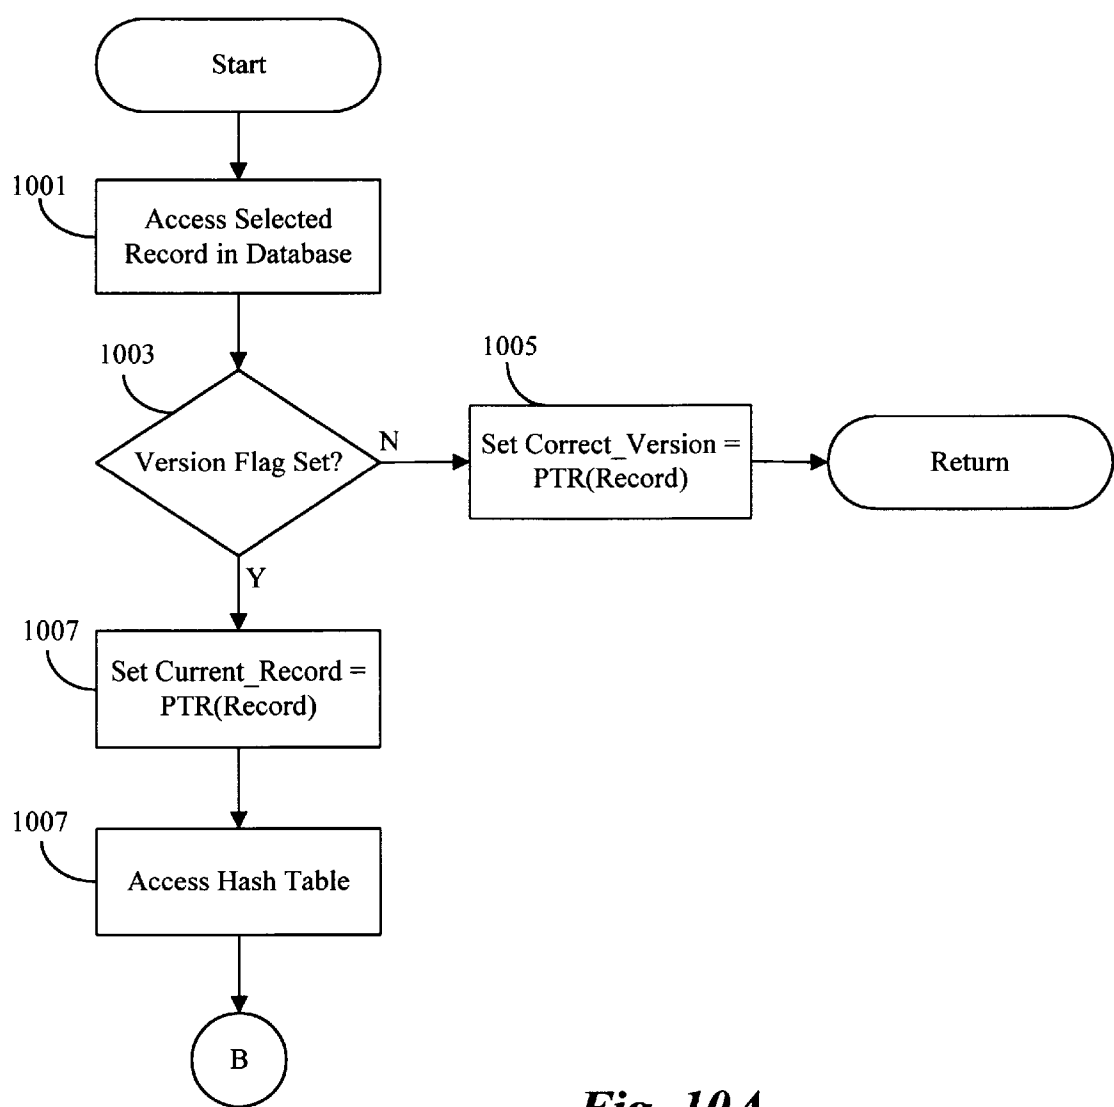 Start
1001
Access Selected
Record in Database
1003
Version Flag Set?
N
1005
Set Correct_Version =
PTR(Record)
Return
Y
1007
Set Current_Record =
PTR(Record)
1007
Access Hash Table
B
Fig. 10A